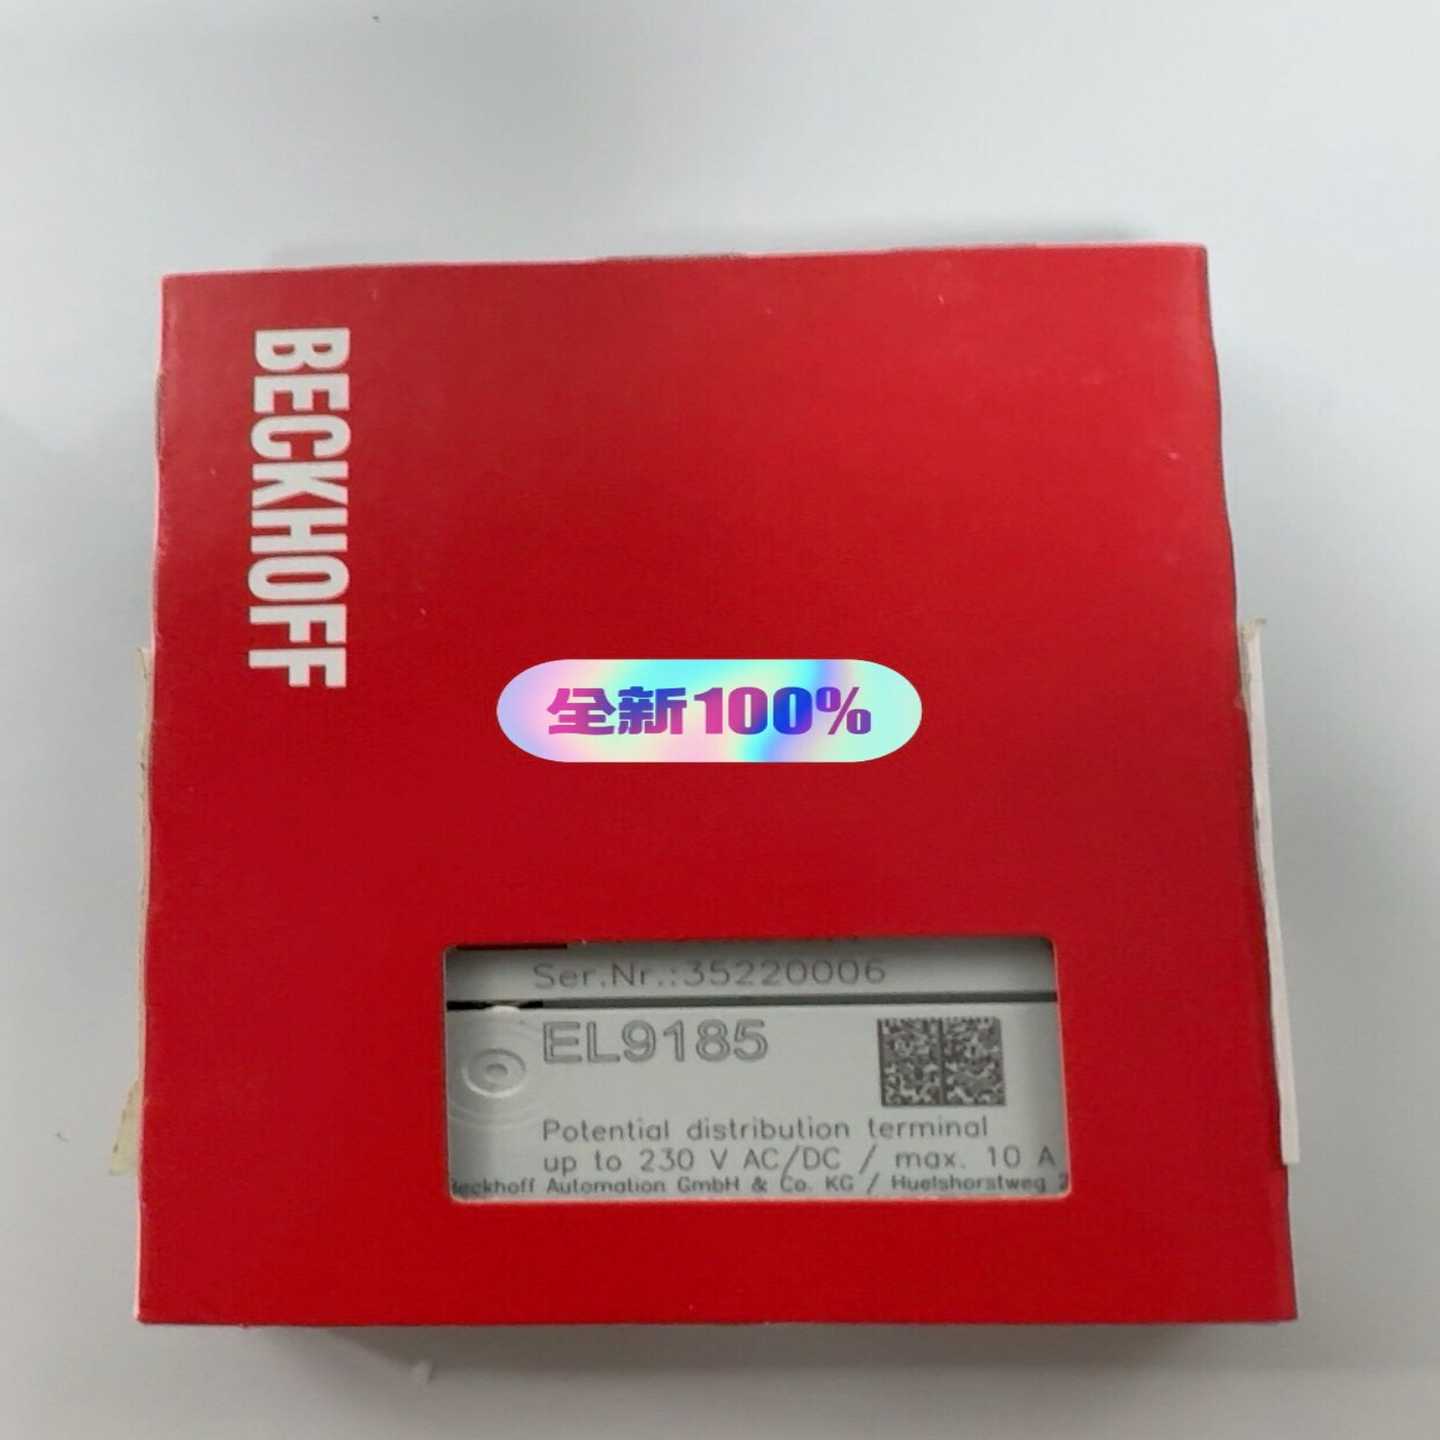 BECKHOFF
全新100%
Ser.Nr.:35220006
EL9185
Potential distribution terminal
up to 230 V AC/DC / max. 10 A
Beckhoff Automation GmbH & Co. KG / Huelshorstweg